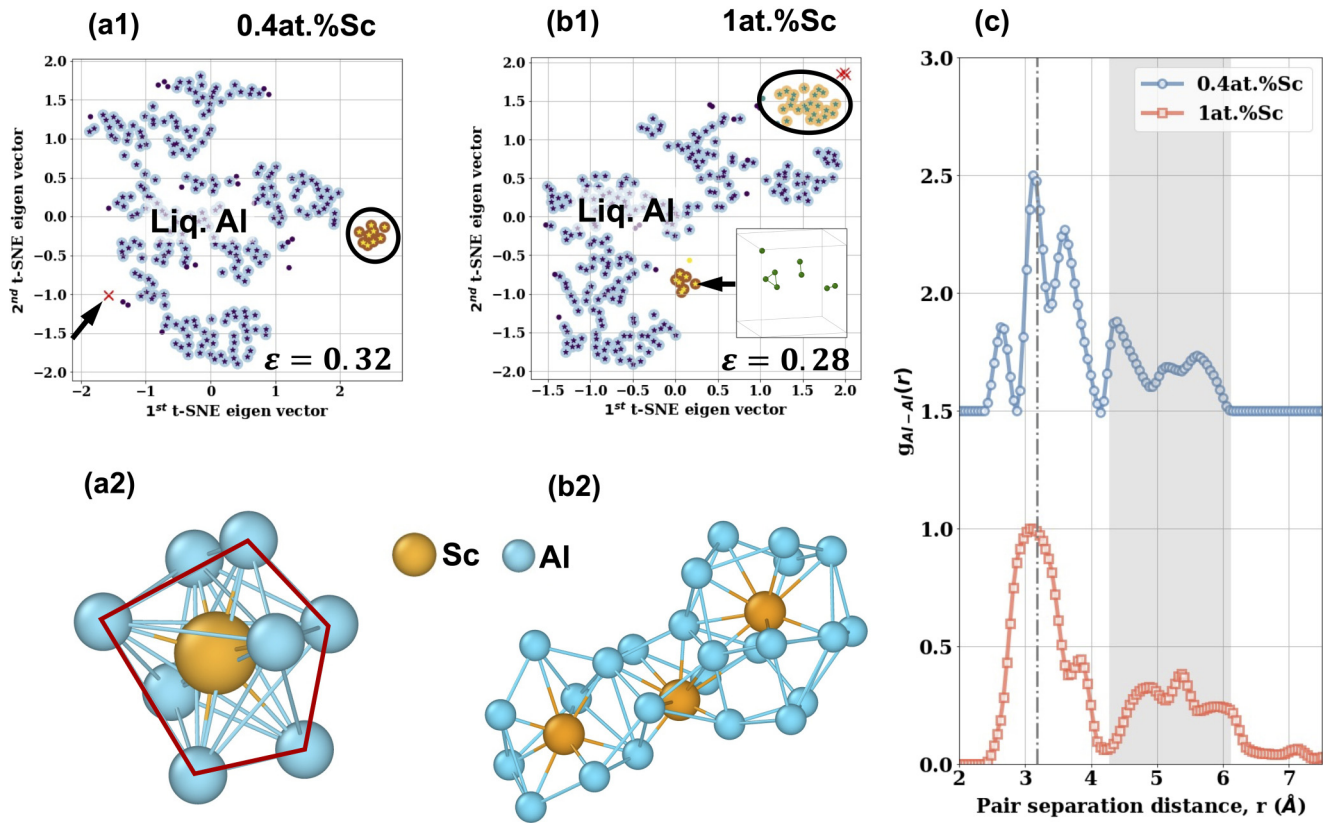 (a1) 0.4at.%Sc
2.0
1.5
1.0
0.5
0.0
−0.5
−1.0
−1.5
−2.0
2nd t-SNE eigen vector
Liq. Al
ε = 0.32
−2 −1 0 1 2
1st t-SNE eigen vector
(b1) 1at.%Sc
2.0
1.5
1.0
0.5
0.0
−0.5
−1.0
−1.5
−2.0
2nd t-SNE eigen vector
Liq. Al
ε = 0.28
−1.5 −1.0 −0.5 0.0 0.5 1.0 1.5 2.0
1st t-SNE eigen vector
(c)
3.0
2.5
2.0
1.5
1.0
0.5
0.0
gAl−Al(r)
0.4at.%Sc
1at.%Sc
2 3 4 5 6 7
Pair separation distance, r (Å)
(a2)
Sc Al
(b2)